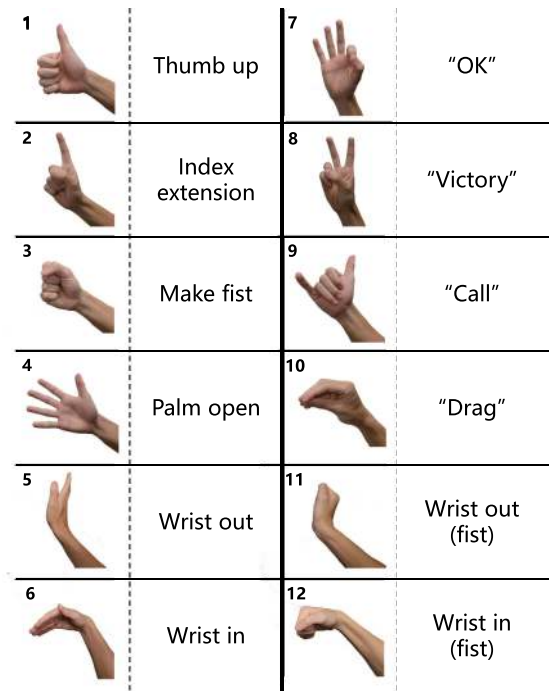 1
Thumb up
2
Index
extension
3
Make fist
4
Palm open
5
Wrist out
6
Wrist in
7
“OK”
8
“Victory”
9
“Call”
10
“Drag”
11
Wrist out
(fist)
12
Wrist in
(fist)